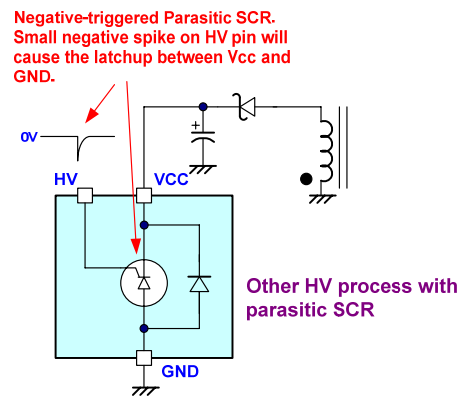 Negative-triggered Parasitic SCR.
Small negative spike on HV pin will
cause the latchup between Vcc and
GND.
0V
+
HV
VCC
Other HV process with
parasitic SCR
GND